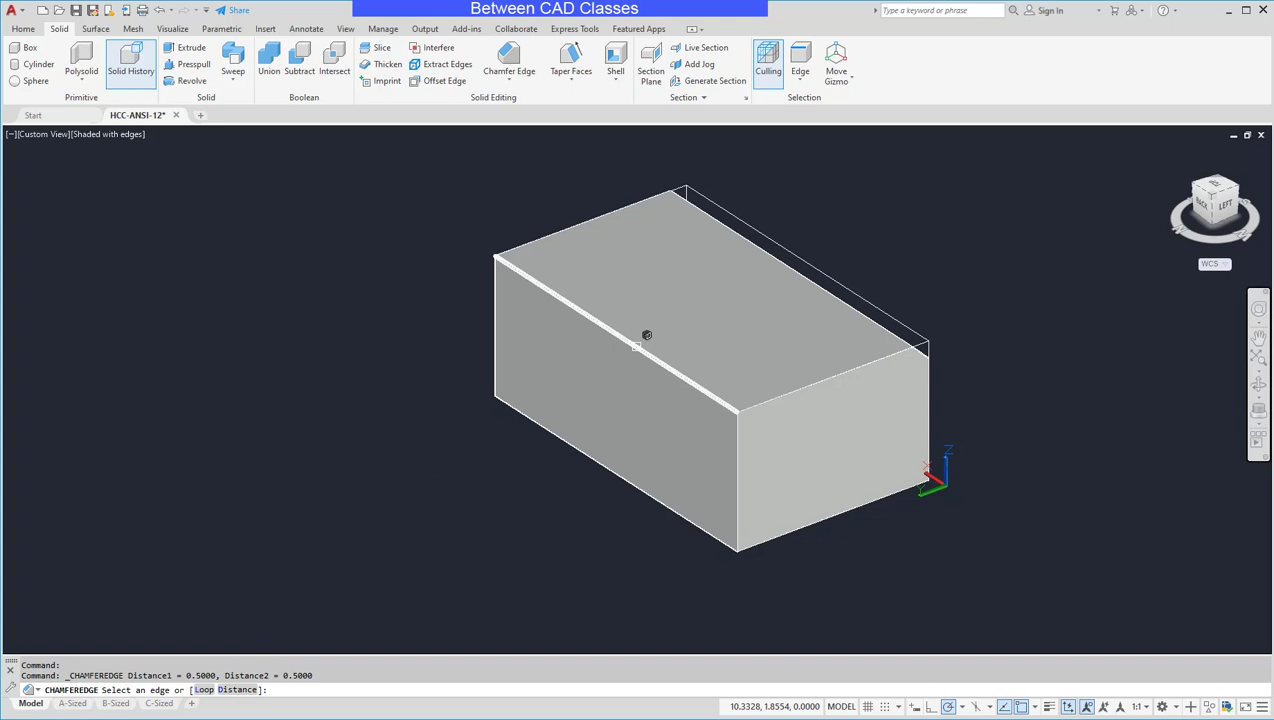 Between CAD Classes
Share
Type a keyword or phrase
Sign In
Home Solid Surface Mesh Visualize Parametric Insert Annotate Manage Output View Add-ins Collaborate Express Tools Featured Apps
Box
Cylinder
Sphere
Polysolid
Solid History
Extrude
Presspull
Revolve
Sweep
Union
Subtract
Intersect
Slice
Thicken
Imprint
Interfere
Extract Edges
Offset Edge
Chamfer Edge
Taper Faces
Shell
Section
Plane
Live Section
Add Jog
Generate Section
Culling
Edge
Move
Gizmo
Primitive
Solid
Boolean
Solid Editing
Section
Selection
Start
HCC-ANSI-12*
[−][Custom View][Shaded with edges]
BACK
LEFT
WCS
Z
X
Command:
Command: _CHAMFEREDGE Distance1 = 0.5000, Distance2 = 0.5000
CHAMFEREDGE Select an edge or [Loop Distance]:
Model A-Sized B-Sized C-Sized
10.3328, 1.8554, 0.0000
MODEL
1:1